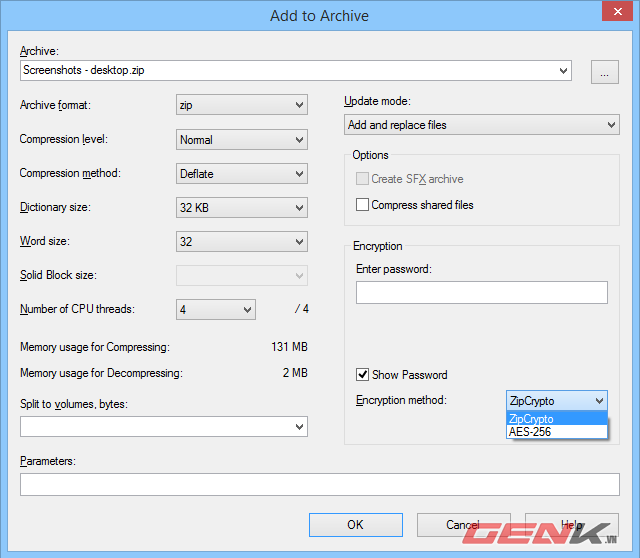 Add to Archive
Archive:
Screenshots - desktop.zip
...
Archive format: zip
Compression level: Normal
Compression method: Deflate
Dictionary size: 32 KB
Word size: 32
Solid Block size:
Number of CPU threads: 4 / 4
Memory usage for Compressing: 131 MB
Memory usage for Decompressing: 2 MB
Split to volumes, bytes:
Update mode:
Add and replace files
Options
Create SFX archive
Compress shared files
Encryption
Enter password:
Show Password
Encryption method: ZipCrypto
ZipCrypto
AES-256
Parameters:
OK Cancel Help
GENK.VN